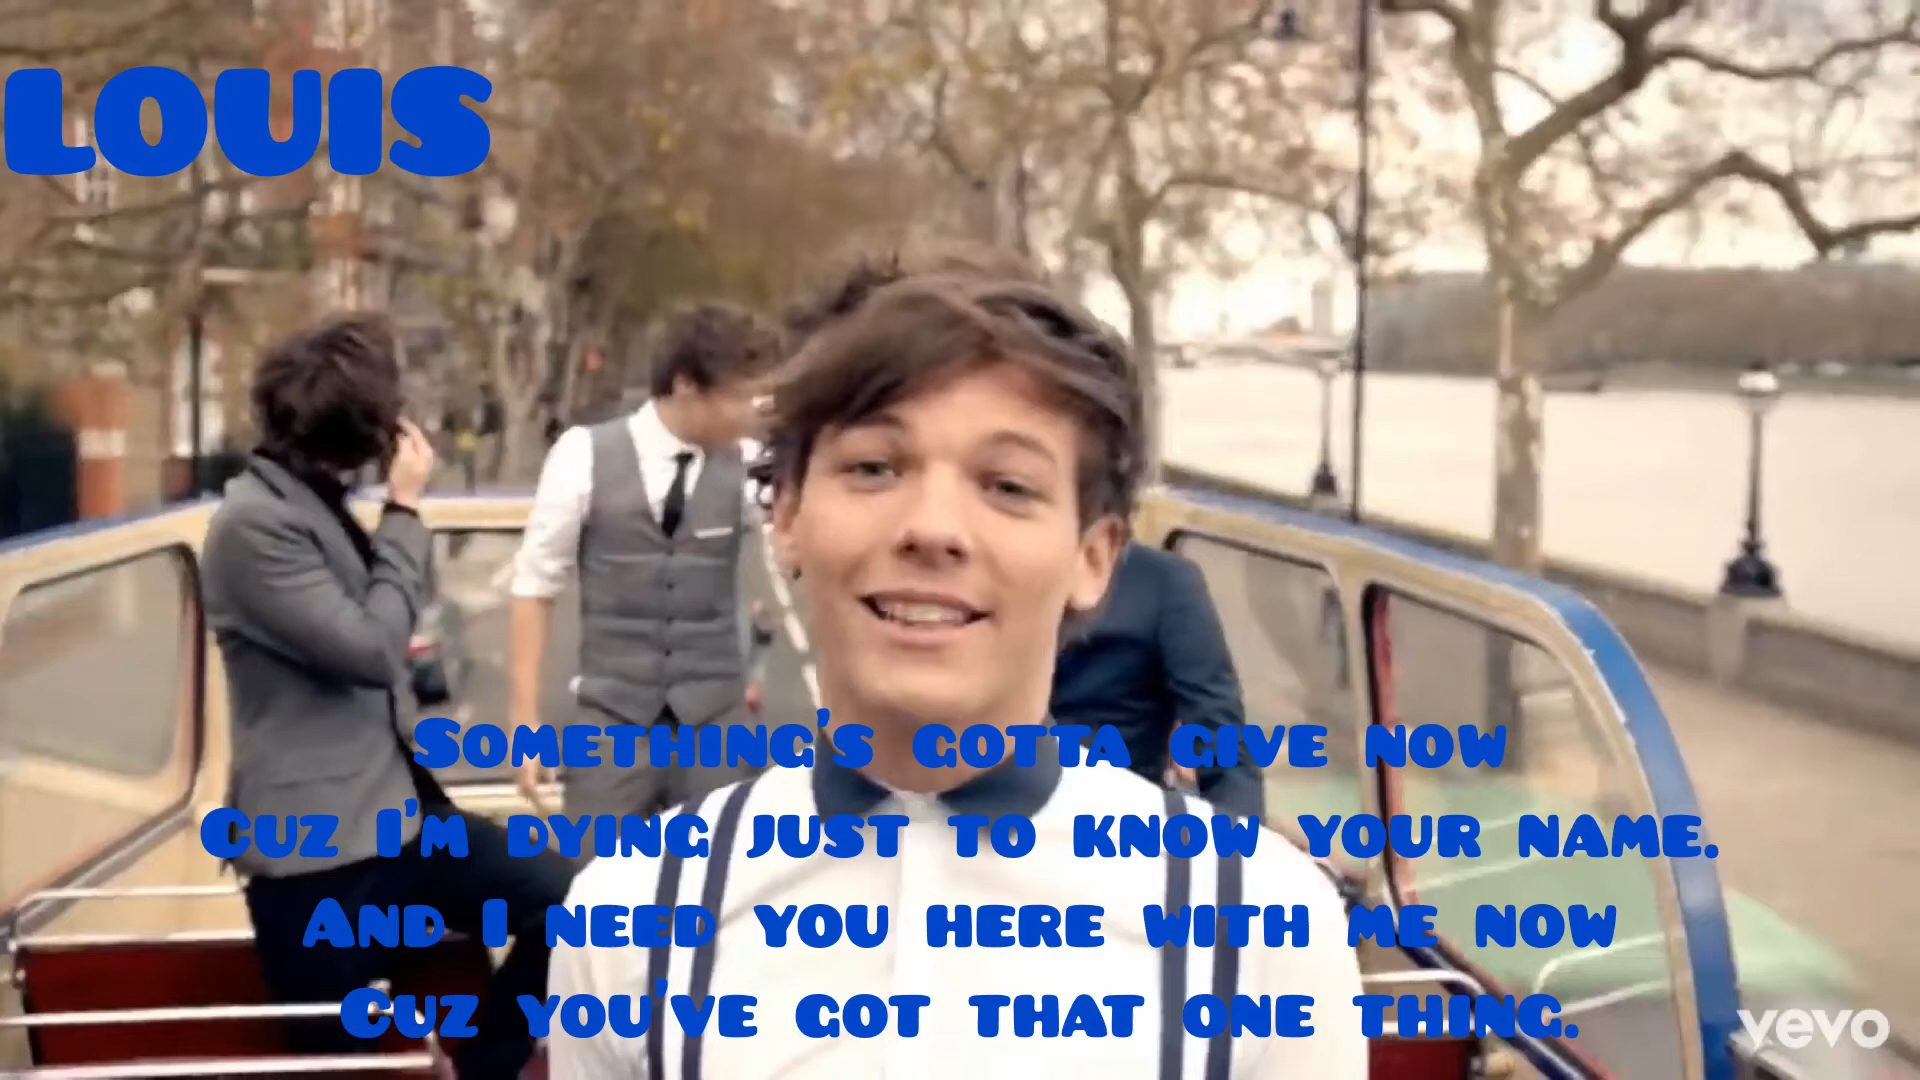 LOUIS
Something's gotta give now
Cuz I'm dying just to know your name.
And I need you here with me now
Cuz you've got that one thing.
vevo